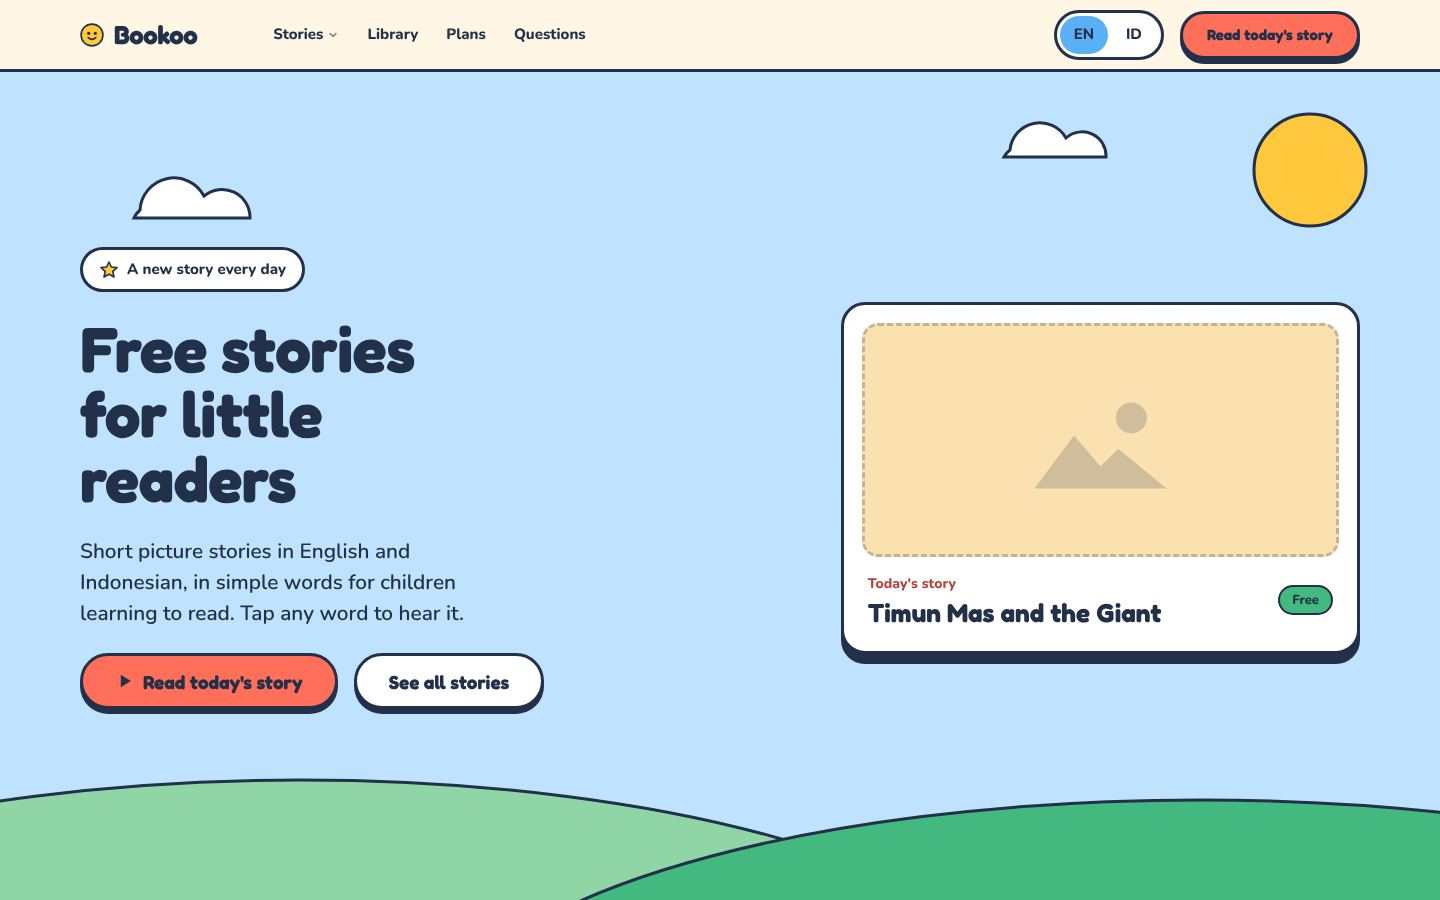 Bookoo
Stories
Library
Plans
Questions
EN
ID
Read today's story
A new story every day
Free stories
for little
readers
Short picture stories in English and
Indonesian, in simple words for children
learning to read. Tap any word to hear it.
Read today's story
See all stories
Today's story
Timun Mas and the Giant
Free